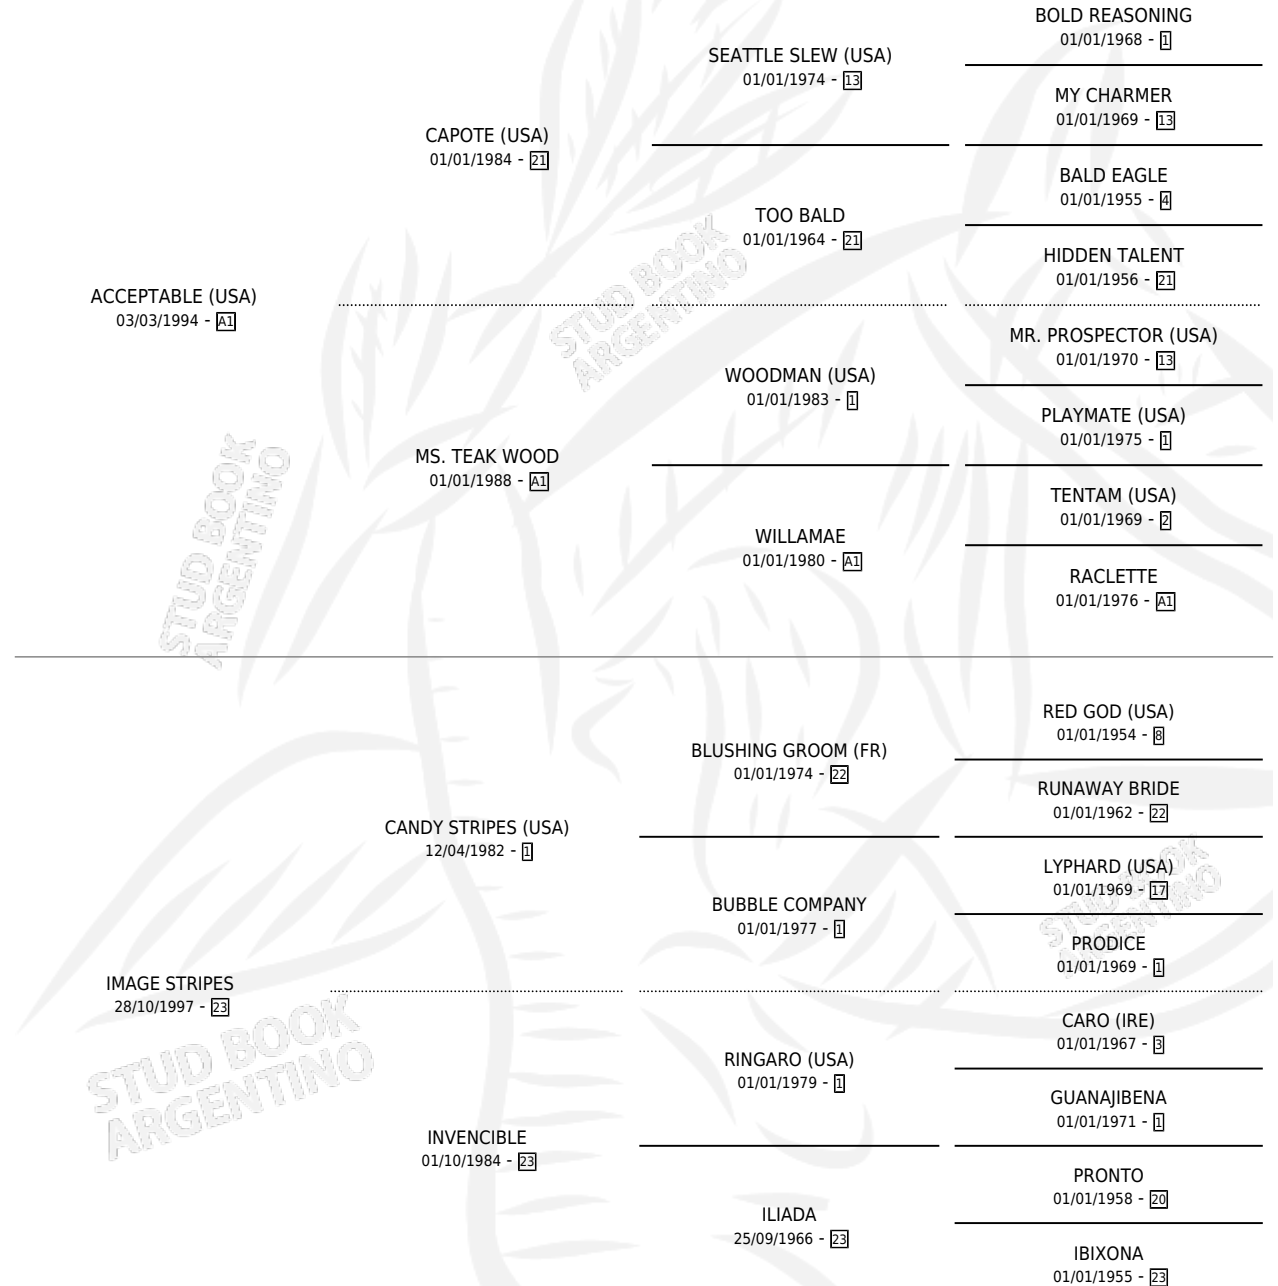 BOLD REASONING
01/01/1968 - 1
SEATTLE SLEW (USA)
01/01/1974 - 13
MY CHARMER
01/01/1969 - 13
CAPOTE (USA)
01/01/1984 - 21
BALD EAGLE
01/01/1955 - 4
TOO BALD
01/01/1964 - 21
HIDDEN TALENT
01/01/1956 - 21
ACCEPTABLE (USA)
03/03/1994 - A1
STUD BOOK
ARGENTINO
MR. PROSPECTOR (USA)
01/01/1970 - 13
WOODMAN (USA)
01/01/1983 - 1
PLAYMATE (USA)
01/01/1975 - 1
MS. TEAK WOOD
01/01/1988 - A1
TENTAM (USA)
01/01/1969 - 2
WILLAMAE
01/01/1980 - A1
RACLETTE
01/01/1976 - A1
STUD BOOK
ARGENTINO
RED GOD (USA)
01/01/1954 - 8
BLUSHING GROOM (FR)
01/01/1974 - 22
RUNAWAY BRIDE
01/01/1962 - 22
CANDY STRIPES (USA)
12/04/1982 - 1
LYPHARD (USA)
01/01/1969 - 17
BUBBLE COMPANY
01/01/1977 - 1
STUD BOOK
ARGENTINO
PRODICE
01/01/1969 - 1
IMAGE STRIPES
28/10/1997 - 23
STUD BOOK
ARGENTINO
CARO (IRE)
01/01/1967 - 3
RINGARO (USA)
01/01/1979 - 1
GUANAJIBENA
01/01/1971 - 1
INVENCIBLE
01/10/1984 - 23
PRONTO
01/01/1958 - 20
ILIADA
25/09/1966 - 23
IBIXONA
01/01/1955 - 23